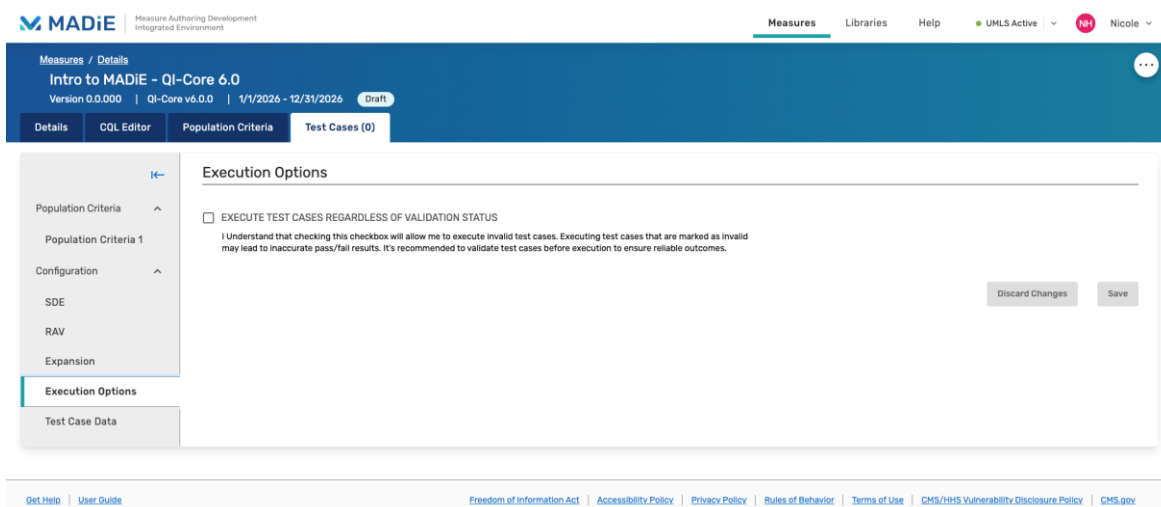 MADiE
Measure Authoring Development
Integrated Environment
Measures
Libraries
Help
UMLS Active
NH
Nicole
Measures / Details
Intro to MADiE - QI-Core 6.0
Version 0.0.000 | QI-Core v6.0.0 | 1/1/2026 - 12/31/2026 Draft
Details
CQL Editor
Population Criteria
Test Cases (0)
Population Criteria
Population Criteria 1
Configuration
SDE
RAV
Expansion
Execution Options
Test Case Data
Execution Options
EXECUTE TEST CASES REGARDLESS OF VALIDATION STATUS
I Understand that checking this checkbox will allow me to execute invalid test cases. Executing test cases that are marked as invalid
may lead to inaccurate pass/fail results. It's recommended to validate test cases before execution to ensure reliable outcomes.
Discard Changes
Save
Get Help | User Guide
Freedom of Information Act | Accessibility Policy | Privacy Policy | Rules of Behavior | Terms of Use | CMS/HHS Vulnerability Disclosure Policy | CMS.gov